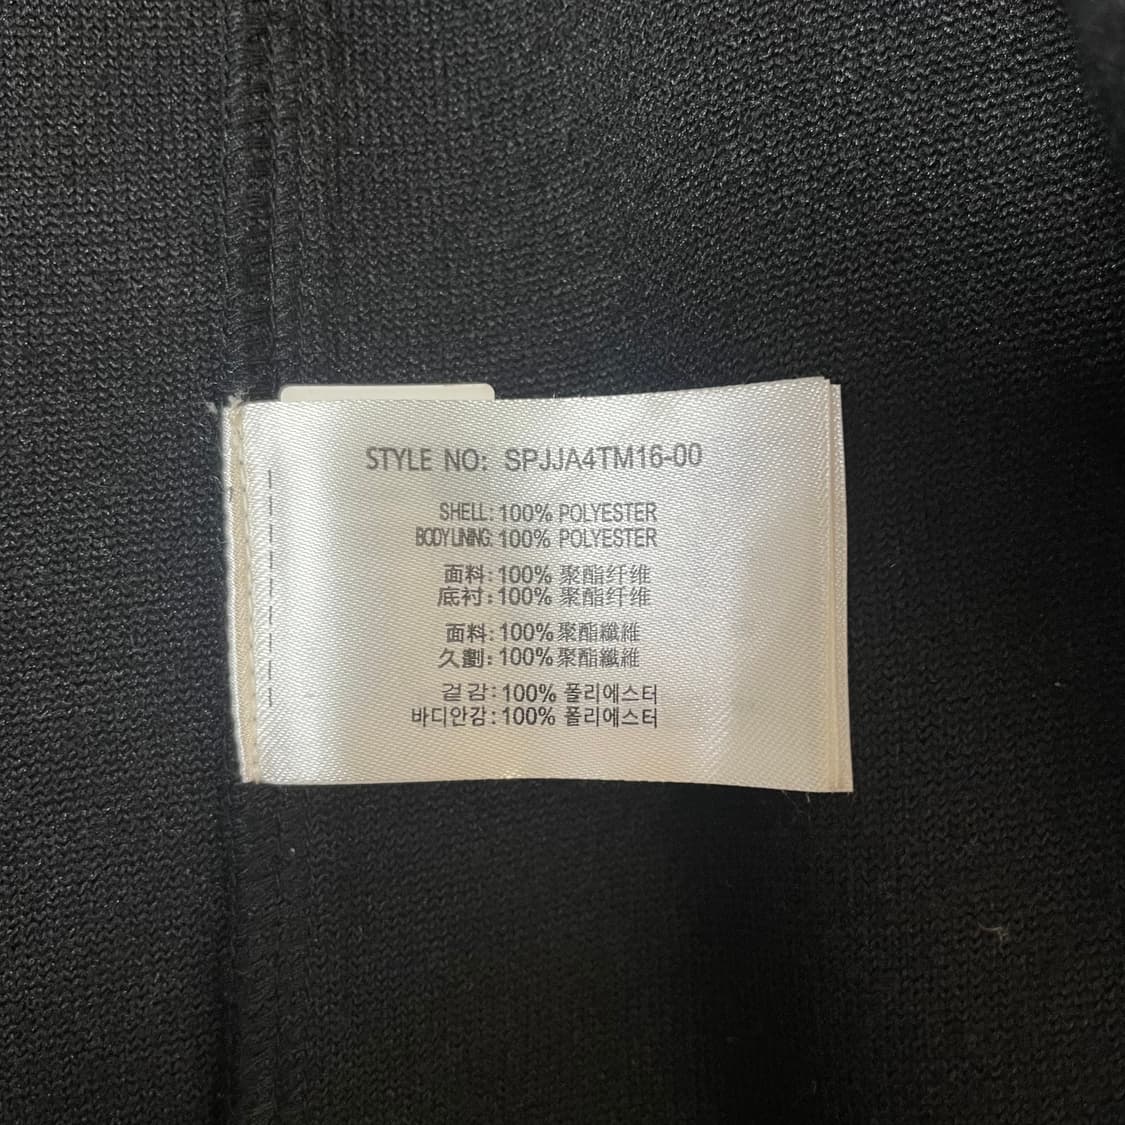 STYLE NO: SPJJA4TM16-00
SHELL: 100% POLYESTER
BODY LINING: 100% POLYESTER
面料: 100% 聚酯纤维
底衬: 100% 聚酯纤维
面料: 100% 聚酯纖維
久劃: 100% 聚酯纖維
겉감: 100% 폴리에스터
바디안감: 100% 폴리에스터